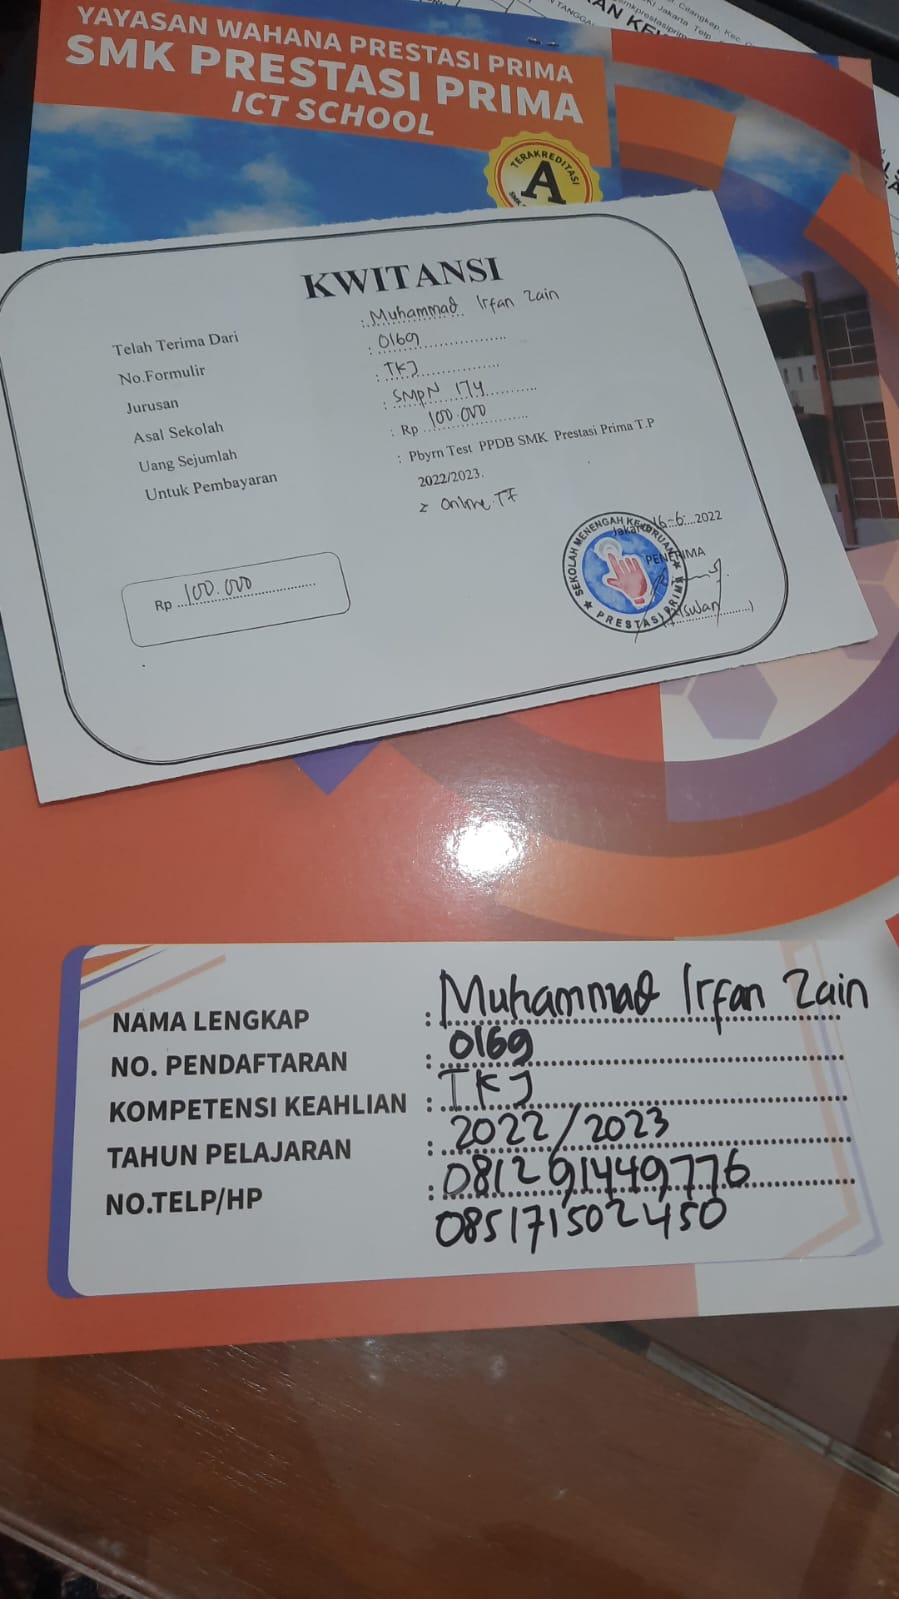 YAYASAN WAHANA PRESTASI PRIMA
SMK PRESTASI PRIMA
ICT SCHOOL
TERAKREDITASI
A
SMK
KWITANSI
Telah Terima Dari : Muhammad Irfan Zain
No.Formulir : 0169
Jurusan : TKJ
Asal Sekolah : SMPN 174
Uang Sejumlah : Rp 100.000
Untuk Pembayaran : Pbyrn Test PPDB SMK Prestasi Prima T.P
2022/2023.
Online TF
Jakarta 16-6-2022
PENERIMA
SEKOLAH MENENGAH KEJURUAN
PRESTASI PRIMA
Rp 100.000
NAMA LENGKAP : Muhammad Irfan Zain
NO. PENDAFTARAN : 0169
KOMPETENSI KEAHLIAN : TKJ
TAHUN PELAJARAN : 2022/2023
NO.TELP/HP : 081291449776
085171502450